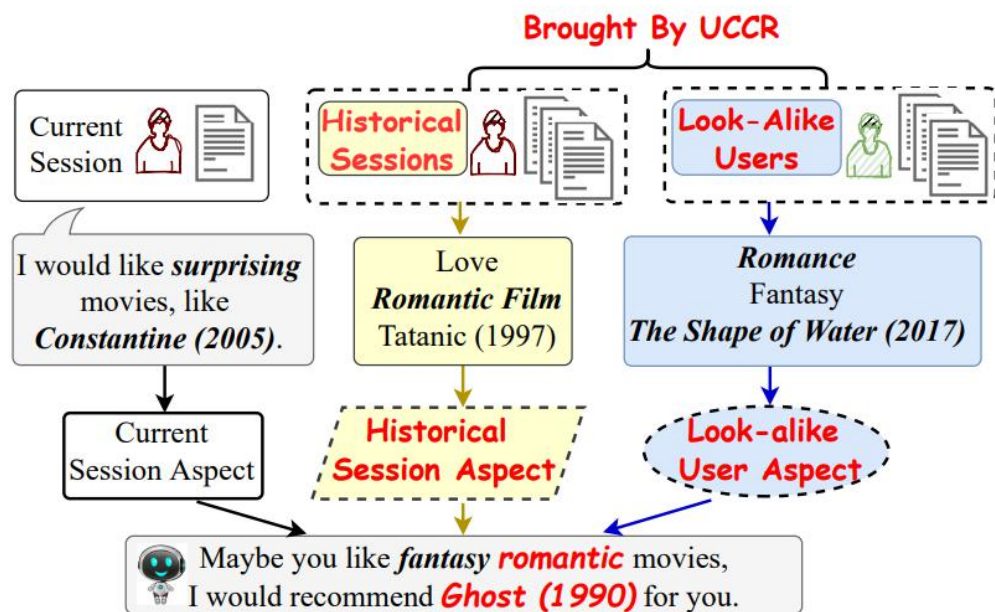 Brought By UCCR
Current
Session
Historical
Sessions
Look-Alike
Users
I would like surprising
movies, like
Constantine (2005).
Love
Romantic Film
Tatanic (1997)
Romance
Fantasy
The Shape of Water (2017)
Current
Session Aspect
Historical
Session Aspect
Look-alike
User Aspect
Maybe you like fantasy romantic movies,
I would recommend Ghost (1990) for you.